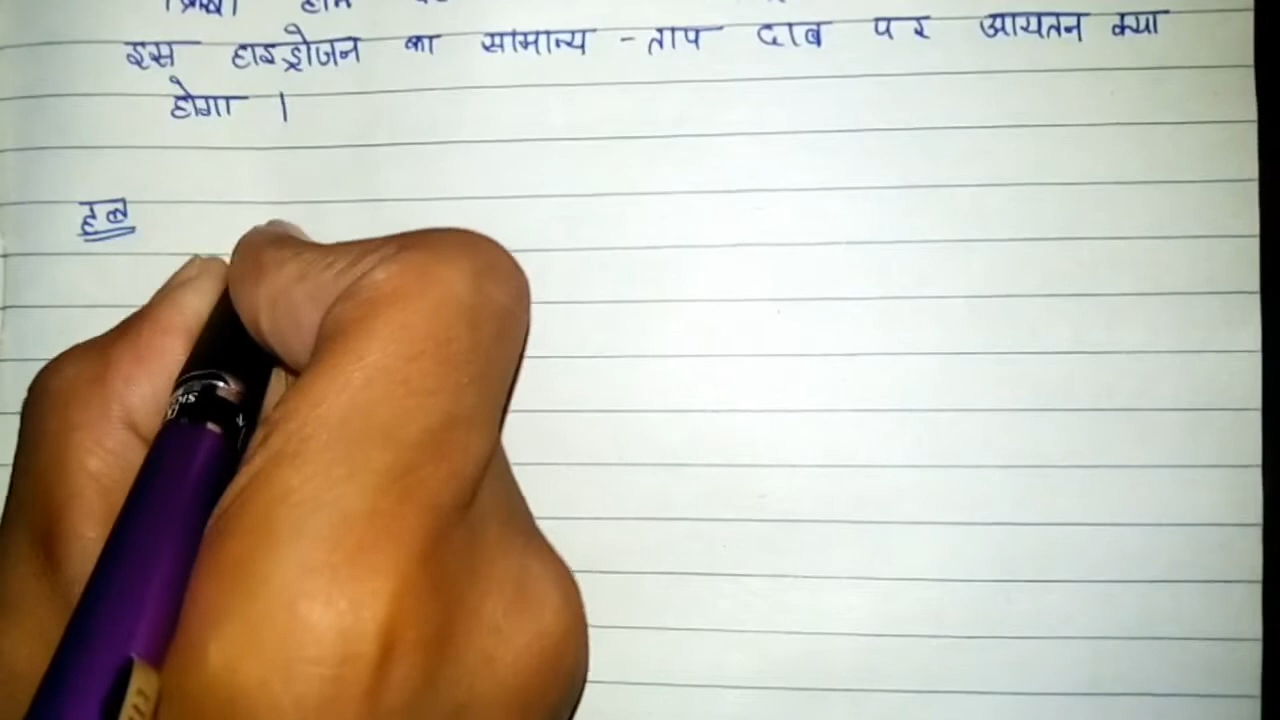 इस हाइड्रोजन का सामान्य - ताप दाब पर आयतन क्या
होगा ।
हल